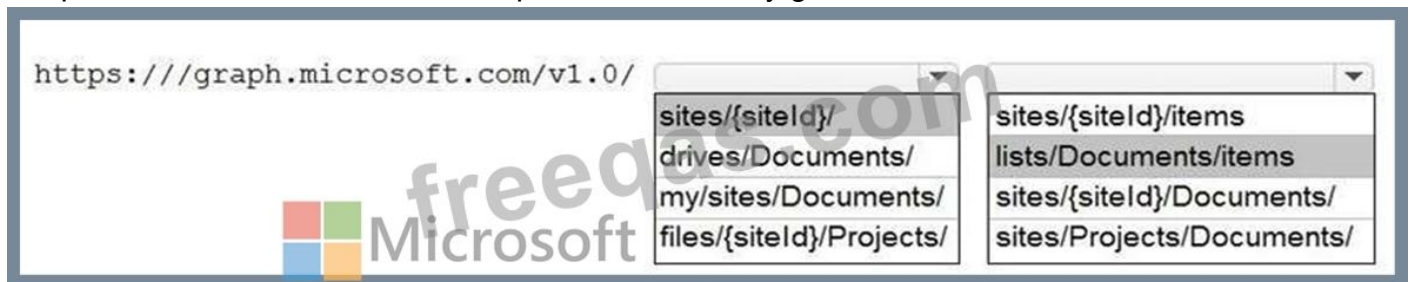 https:///graph.microsoft.com/v1.0/
sites/{siteId}/
drives/Documents/
my/sites/Documents/
files/{siteId}/Projects/
sites/{siteId}/items
lists/Documents/items
sites/{siteId}/Documents/
sites/Projects/Documents/
freeqas.com
Microsoft